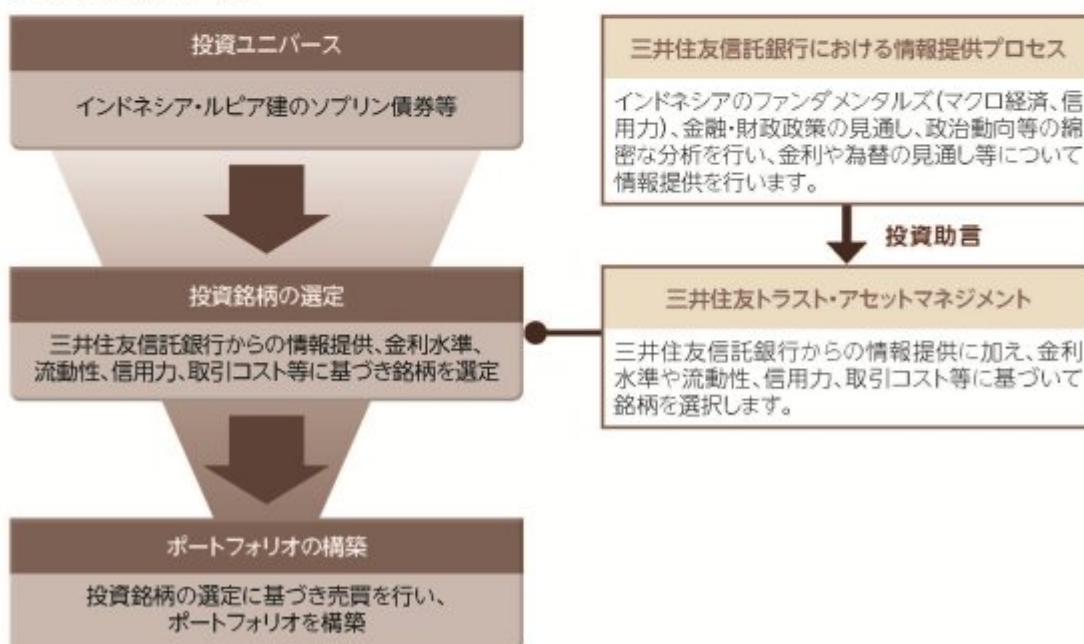 投資ユニバース
インドネシア・ルピア建のソブリン債券等
投資銘柄の選定
三井住友信託銀行からの情報提供、金利水準、
流動性、信用力、取引コスト等に基づき銘柄を選定
ポートフォリオの構築
投資銘柄の選定に基づき売買を行い、
ポートフォリオを構築
三井住友信託銀行における情報提供プロセス
インドネシアのファンダメンタルズ(マクロ経済、信
用力)、金融・財政政策の見通し、政治動向等の綿
密な分析を行い、金利や為替の見通し等について
情報提供を行います。
投資助言
三井住友トラスト・アセットマネジメント
三井住友信託銀行からの情報提供に加え、金利
水準や流動性、信用力、取引コスト等に基づいて
銘柄を選択します。